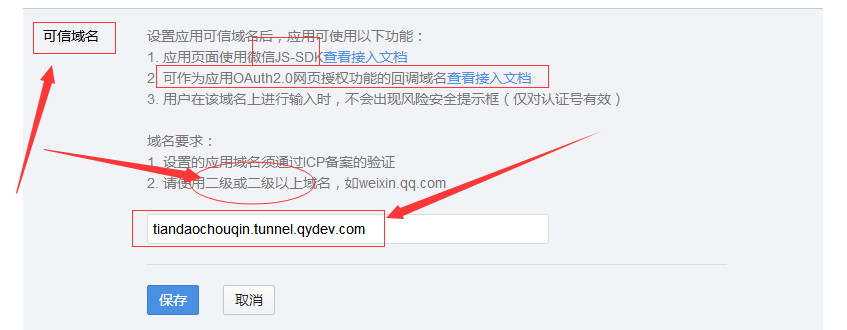 可信域名
设置应用可信域名后，应用可使用以下功能：
1. 应用页面使用微信JS-SDK查看接入文档
2. 可作为应用OAuth2.0网页授权功能的回调域名查看接入文档
3. 用户在该域名上进行输入时，不会出现风险安全提示框（仅对认证号有效）
域名要求：
1. 设置的应用域名须通过ICP备案的验证
2. 请使用二级或二级以上域名，如weixin.qq.com
tiandaochouqin.tunnel.qydev.com
保存 取消